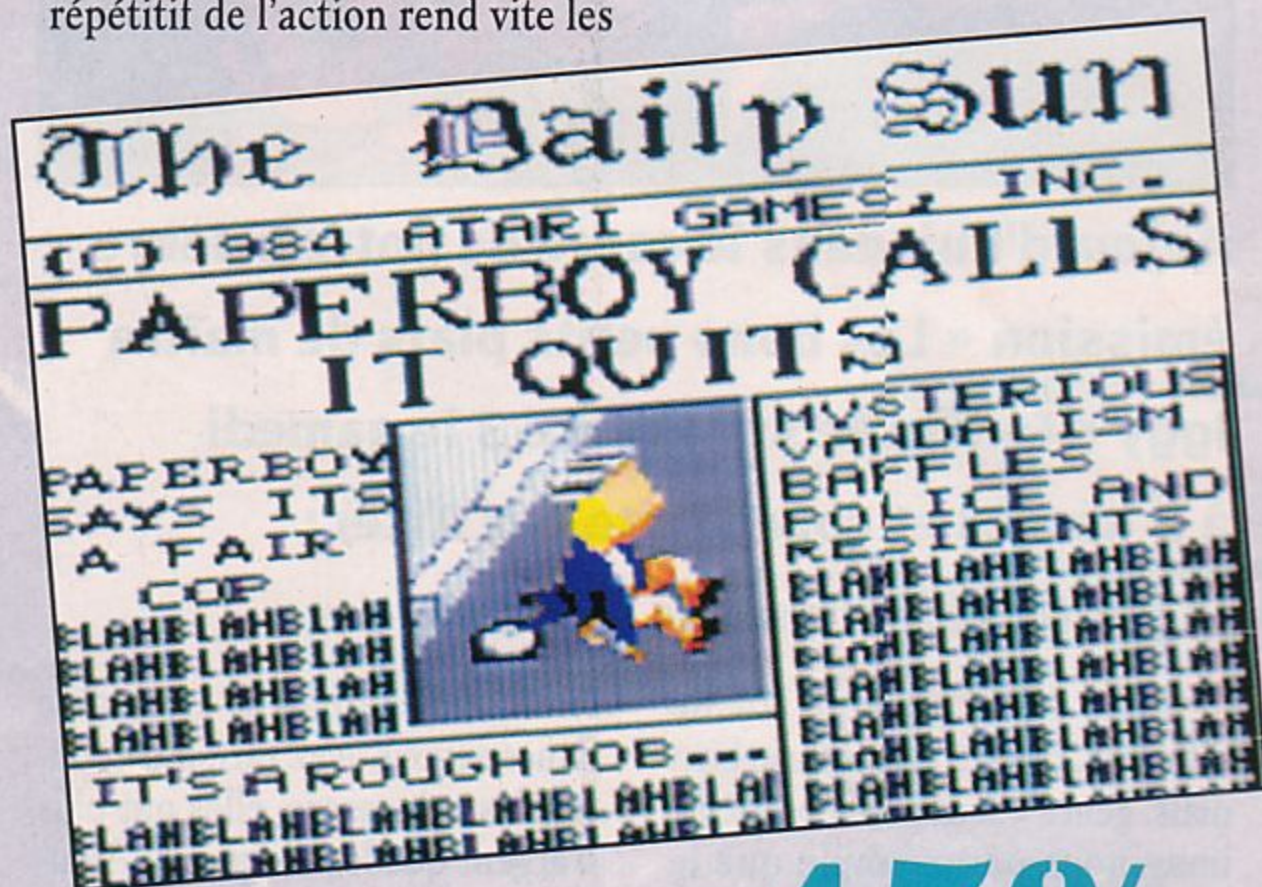 répétitif de l'action rend vite les
The Daily Sun
(C)1984 ATARI GAMES, INC.
PAPERBOY CALLS
IT QUITS
PAPERBOY
SAYS ITS
A FAIR
COP
BLAHBLAHBLAH
BLAHBLAHBLAH
BLAHBLAHBLAH
BLAHBLAHBLAH
IT'S A ROUGH JOB---
BLAHBLAHBLAHBLAHBLAH
BLAHBLAHBLAHBLAHBLAH
MYSTERIOUS
VANDALISM
BAFFLES
POLICE AND
RESIDENTS
BLAHBLAHBLAHBLAH
BLAHBLAHBLAHBLAH
BLAHBLAHBLAHBLAH
BLAHBLAHBLAHBLAH
BLAHBLAHBLAHBLAH
BLAHBLAHBLAHBLAH
BLAHBLAHBLAHBLAH